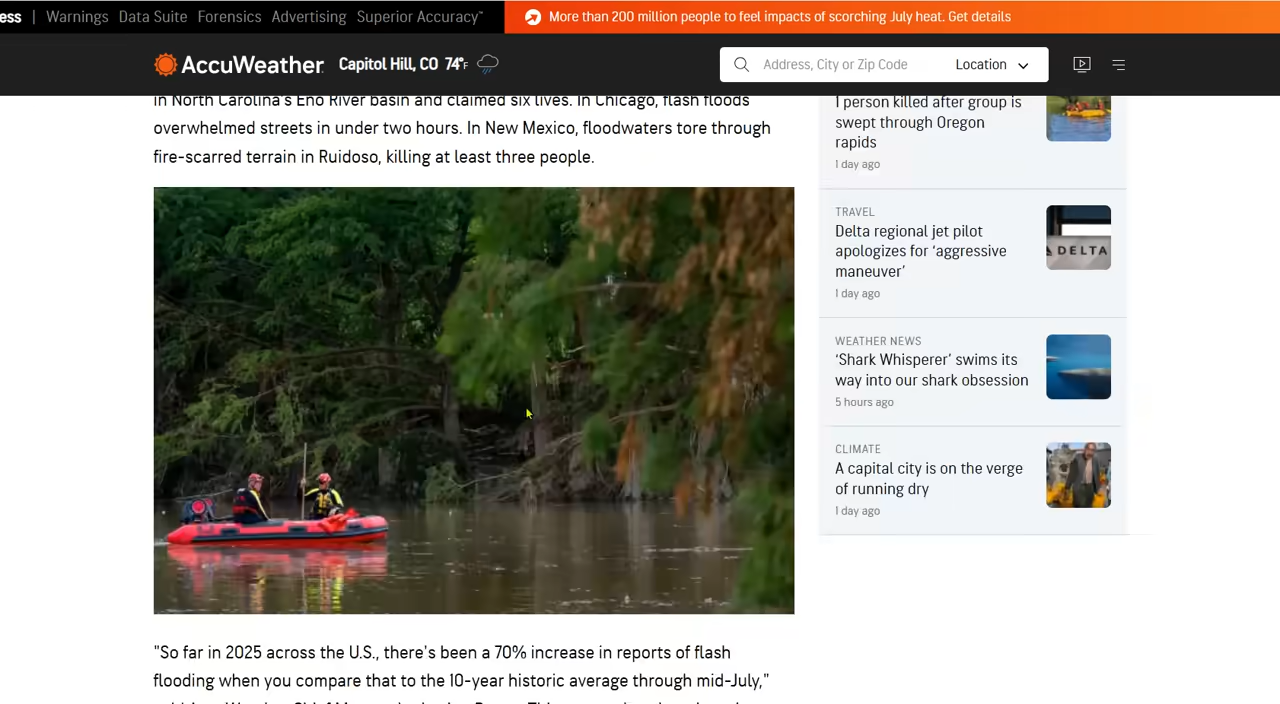 ess | Warnings Data Suite Forensics Advertising Superior Accuracy™
More than 200 million people to feel impacts of scorching July heat. Get details
AccuWeather Capitol Hill, CO 74°F
Address, City or Zip Code Location
in North Carolina's Eno River basin and claimed six lives. In Chicago, flash floods
overwhelmed streets in under two hours. In New Mexico, floodwaters tore through
fire-scarred terrain in Ruidoso, killing at least three people.
"So far in 2025 across the U.S., there's been a 70% increase in reports of flash
flooding when you compare that to the 10-year historic average through mid-July,"
1 person killed after group is
swept through Oregon
rapids
1 day ago
TRAVEL
Delta regional jet pilot
apologizes for ‘aggressive
maneuver’
1 day ago
DELTA
WEATHER NEWS
‘Shark Whisperer’ swims its
way into our shark obsession
5 hours ago
CLIMATE
A capital city is on the verge
of running dry
1 day ago